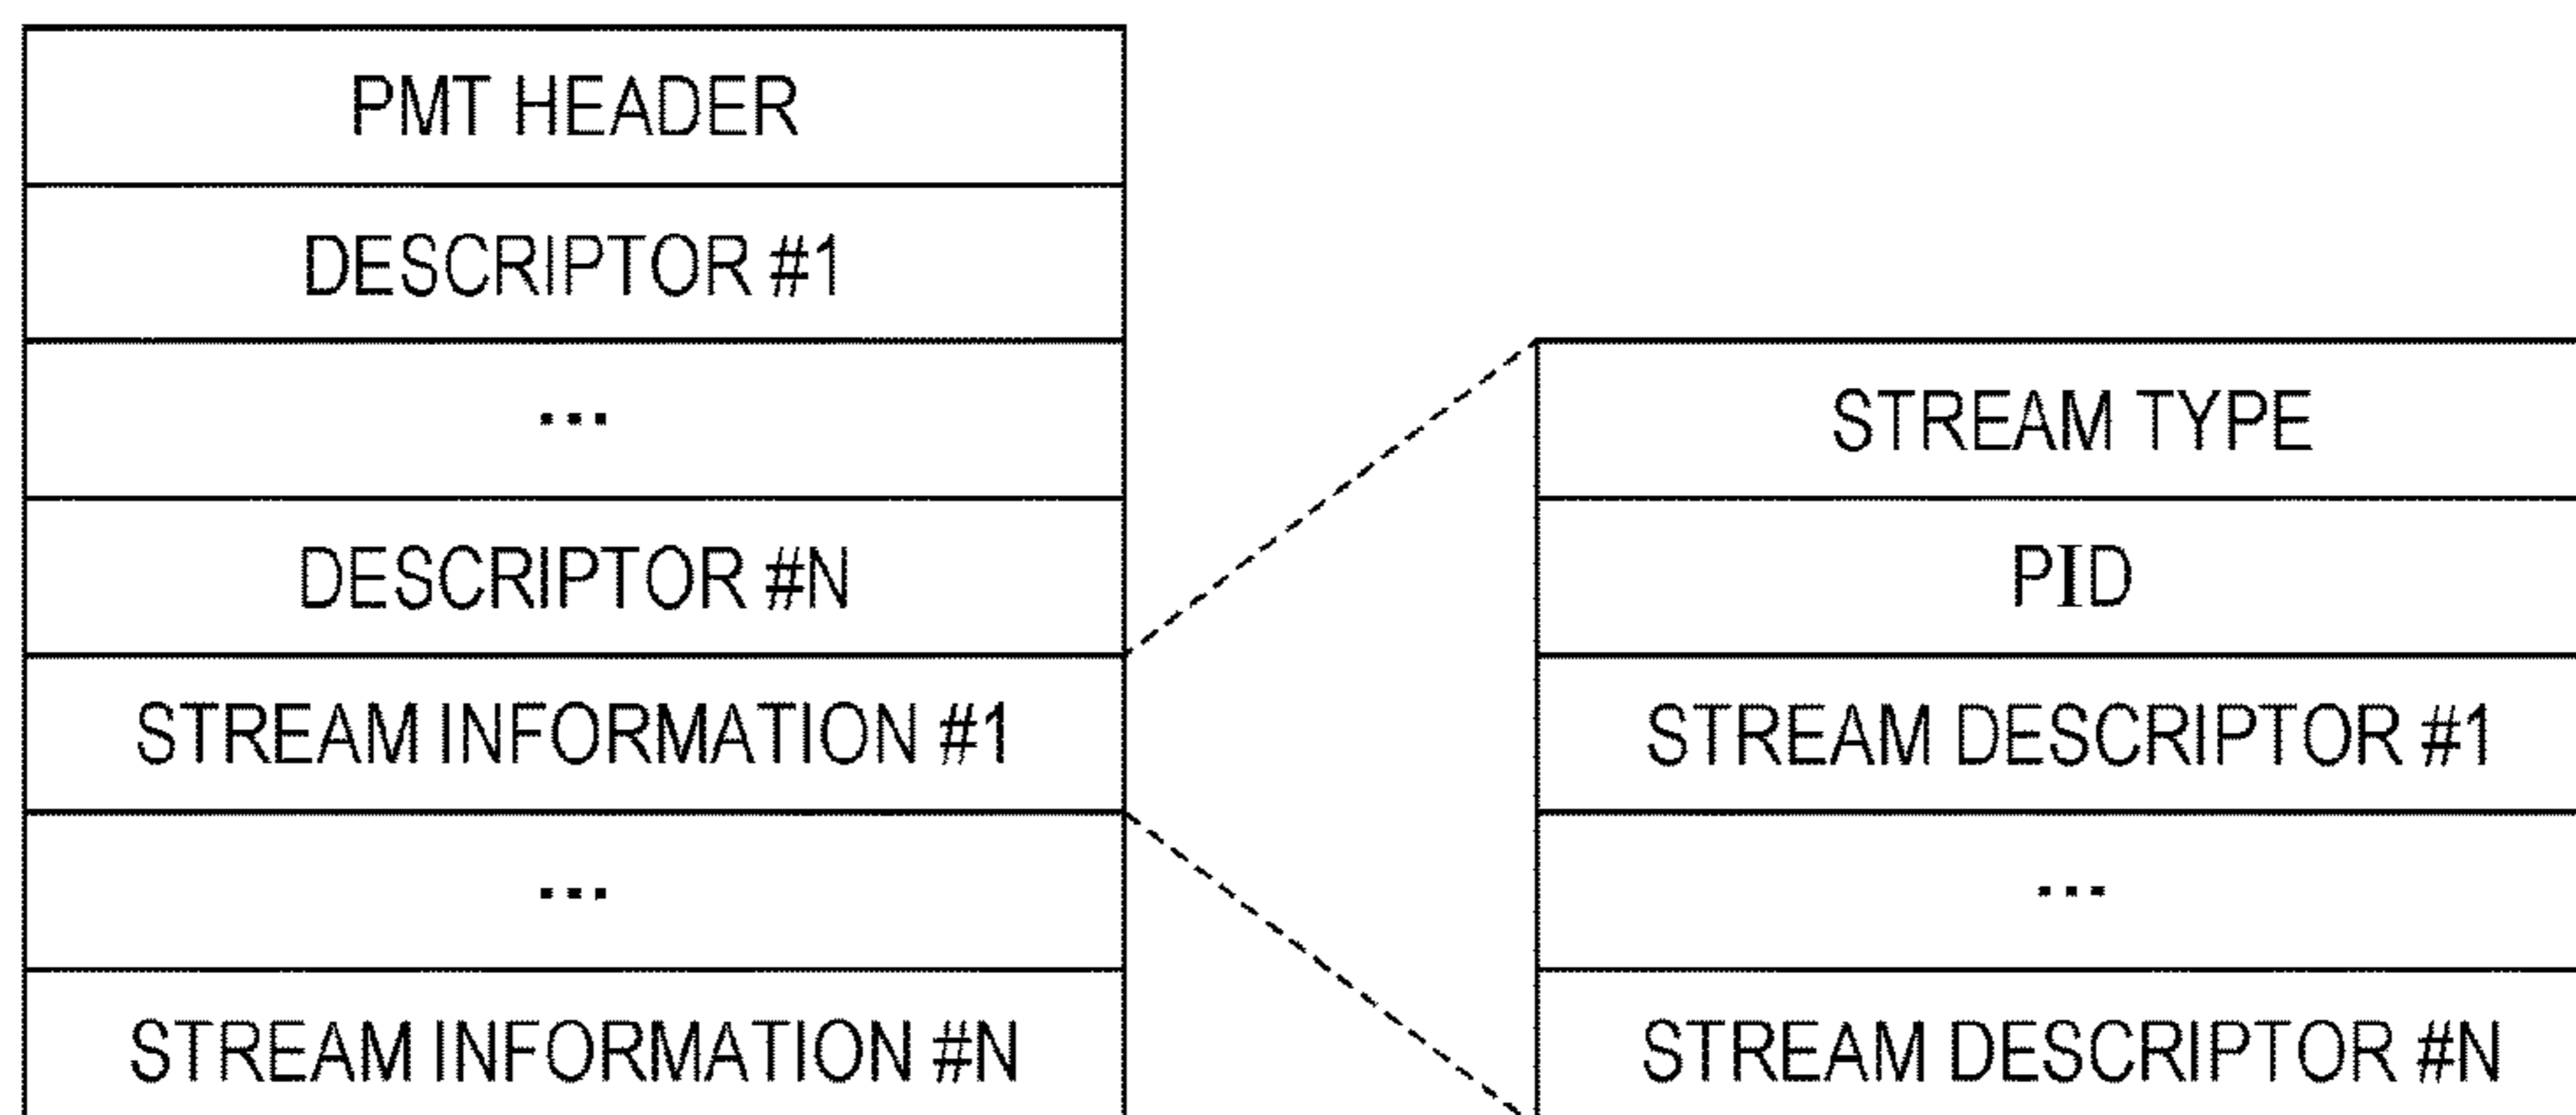 PMT HEADER
DESCRIPTOR #1
...
DESCRIPTOR #N
STREAM INFORMATION #1
...
STREAM INFORMATION #N
STREAM TYPE
PID
STREAM DESCRIPTOR #1
...
STREAM DESCRIPTOR #N